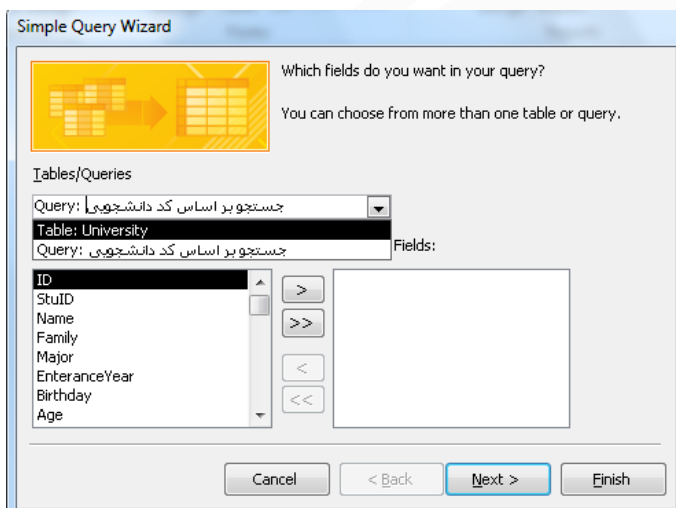 Simple Query Wizard
Which fields do you want in your query?
You can choose from more than one table or query.
Tables/Queries
Query: جستجو بر اساس کد دانشجویی
Table: University
Query: جستجو بر اساس کد دانشجویی
Fields:
ID
StuID
Name
Family
Major
EnteranceYear
Birthday
Age
>
>>
<
<<
Cancel
< Back
Next >
Finish